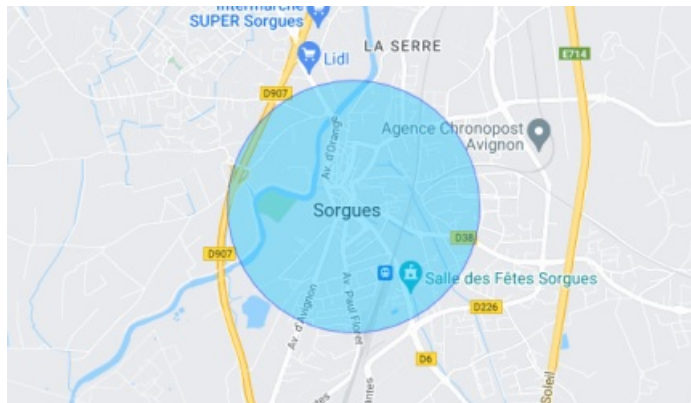 Intermarché
SUPER Sorgues
LA SERRE
Lidl
E714
D907
Av. d'Orange
Agence Chronopost
Avignon
Sorgues
D38
D907
Salle des Fêtes Sorgues
Av. d'Avignon
Av. Paul Floret
D226
D6
Soleil